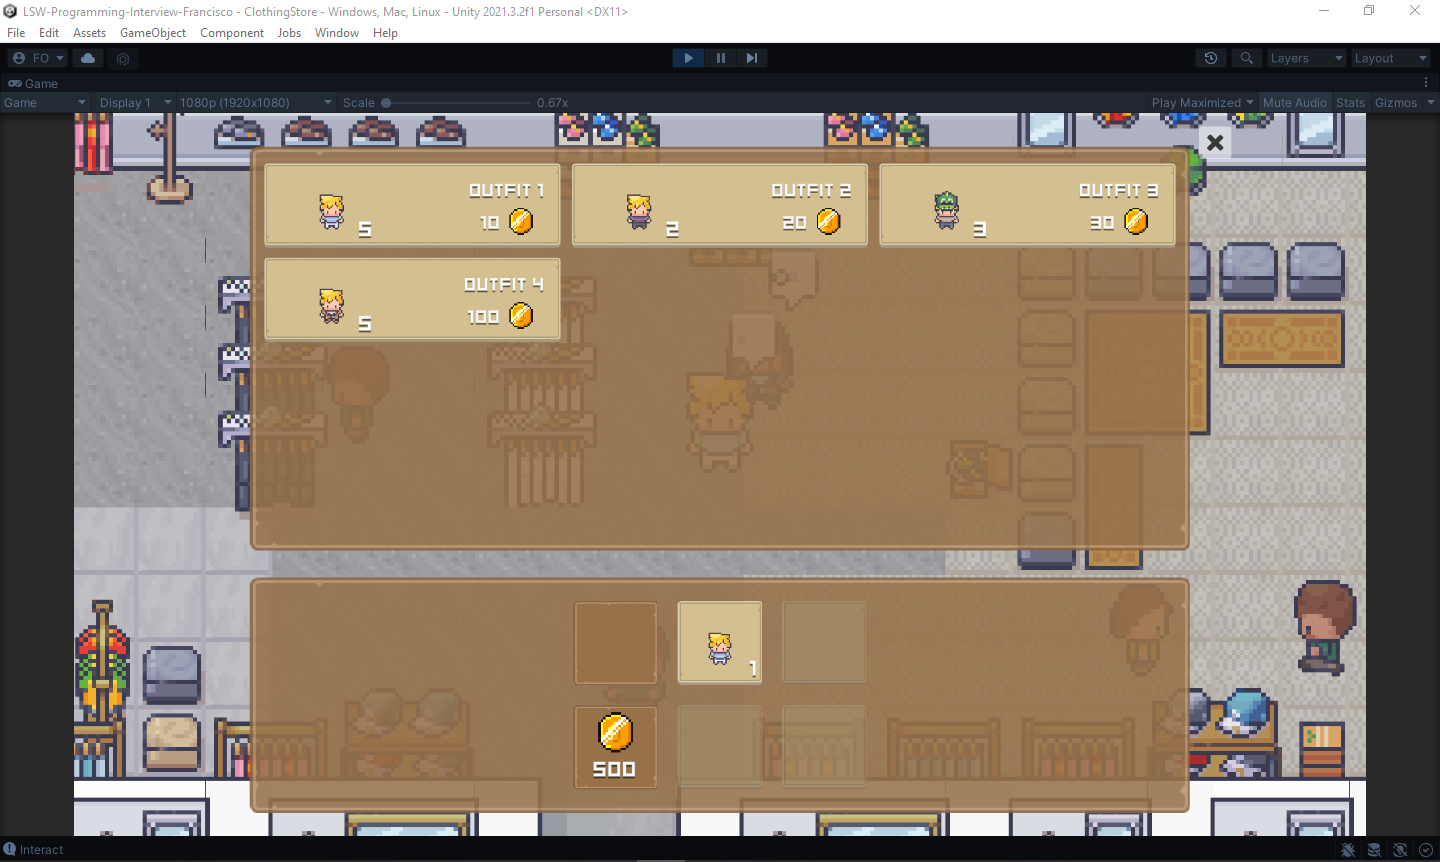 LSW-Programming-Interview-Francisco - ClothingStore - Windows, Mac, Linux - Unity 2021.3.2f1 Personal <DX11>
File Edit Assets GameObject Component Jobs Window Help
FO Layers Layout
Game
Game Display 1 1080p (1920x1080) Scale 0.67x Play Maximized Mute Audio Stats Gizmos
OUTFIT 1
5 10
OUTFIT 2
2 20
OUTFIT 3
3 30
OUTFIT 4
5 100
1
500
Interact